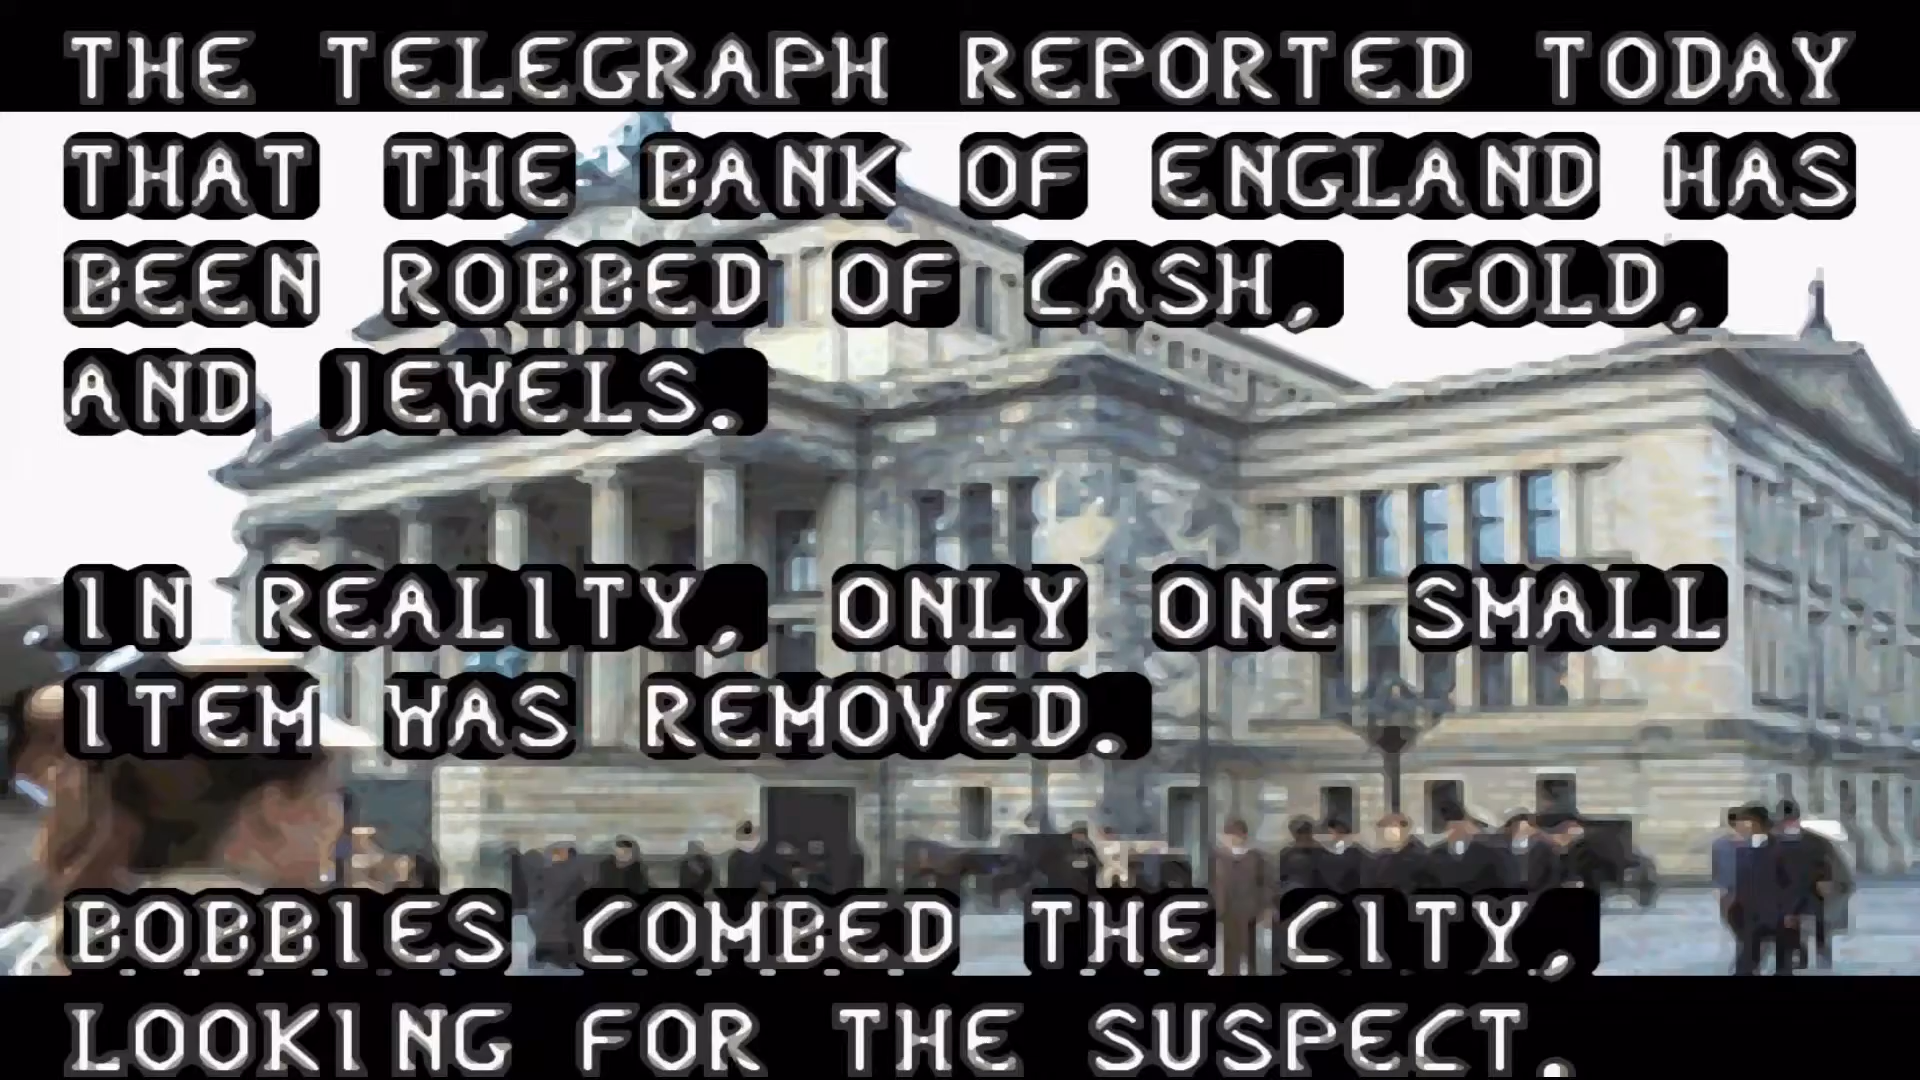 THE TELEGRAPH REPORTED TODAY
THAT THE BANK OF ENGLAND HAS
BEEN ROBBED OF CASH, GOLD,
AND JEWELS.
IN REALITY, ONLY ONE SMALL
ITEM WAS REMOVED.
BOBBIES COMBED THE CITY,
LOOKING FOR THE SUSPECT.